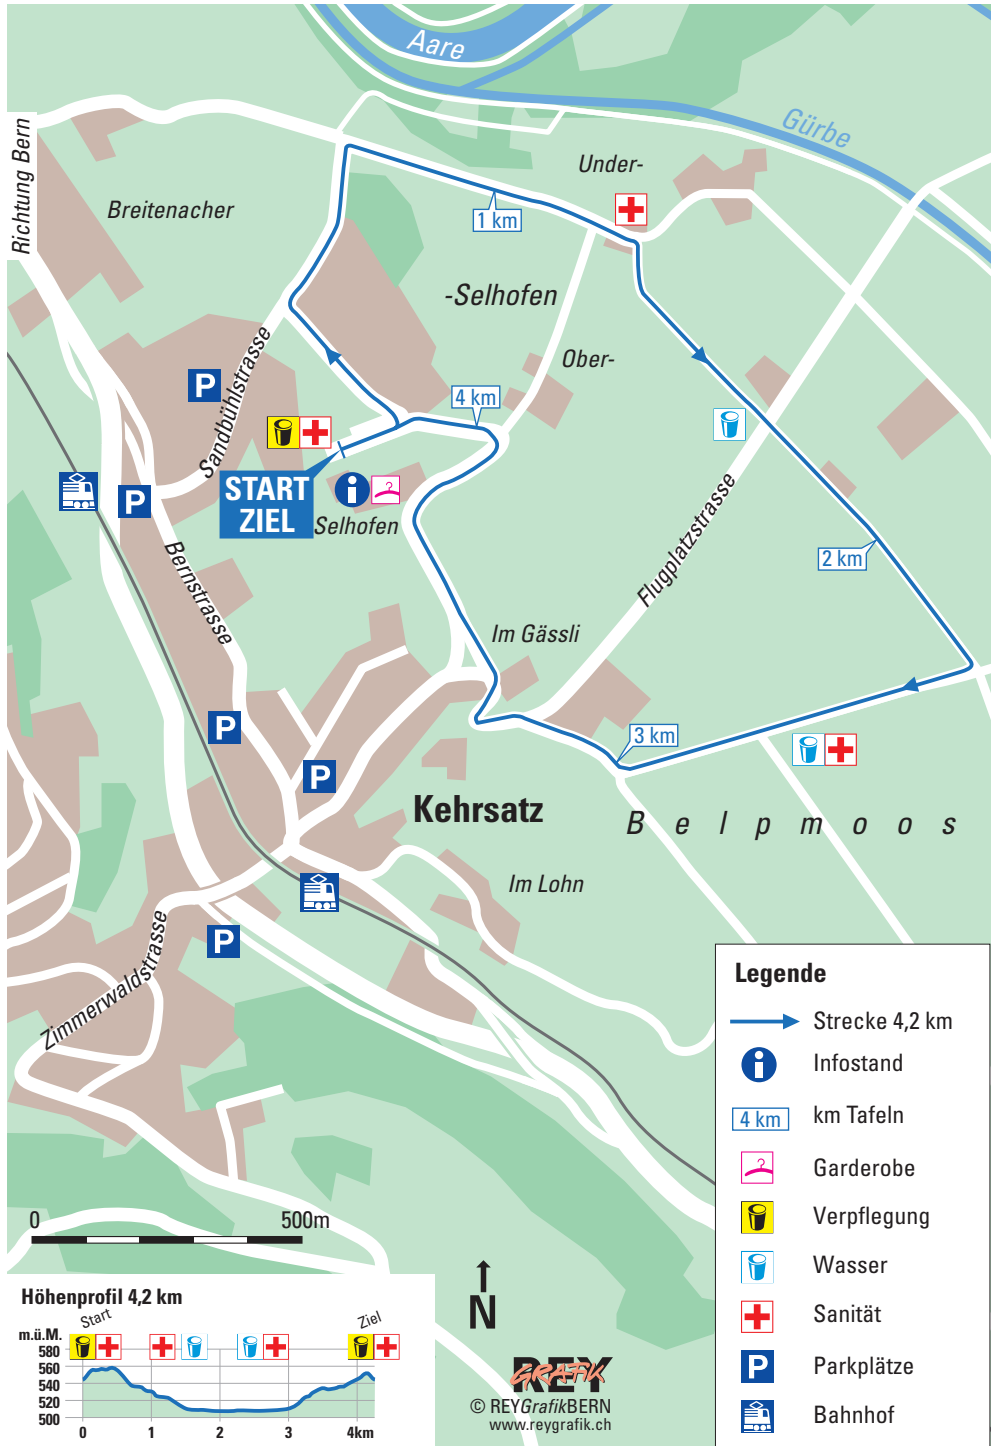 Aare
Gürbe
Richtung Bern
Under-
Breitenacher
1 km
-Selhofen
Ober-
Sandbühlstrasse
P
4 km
START
ZIEL
i
Selhofen
P
2 km
Flugplatzstrasse
Bernstrasse
Im Gässli
P
3 km
P
Kehrsatz
Belpmoos
Im Lohn
P
Zimmerwaldstrasse
Legende
Strecke 4,2 km
i
Infostand
4 km
km Tafeln
Garderobe
Verpflegung
Wasser
Sanität
P
Parkplätze
Bahnhof
0 500m
N
Höhenprofil 4,2 km
Start Ziel
m.ü.M.
580
560
540
520
500
0 1 2 3 4km
REY
GRAFIK
© REYGrafikBERN
www.reygrafik.ch